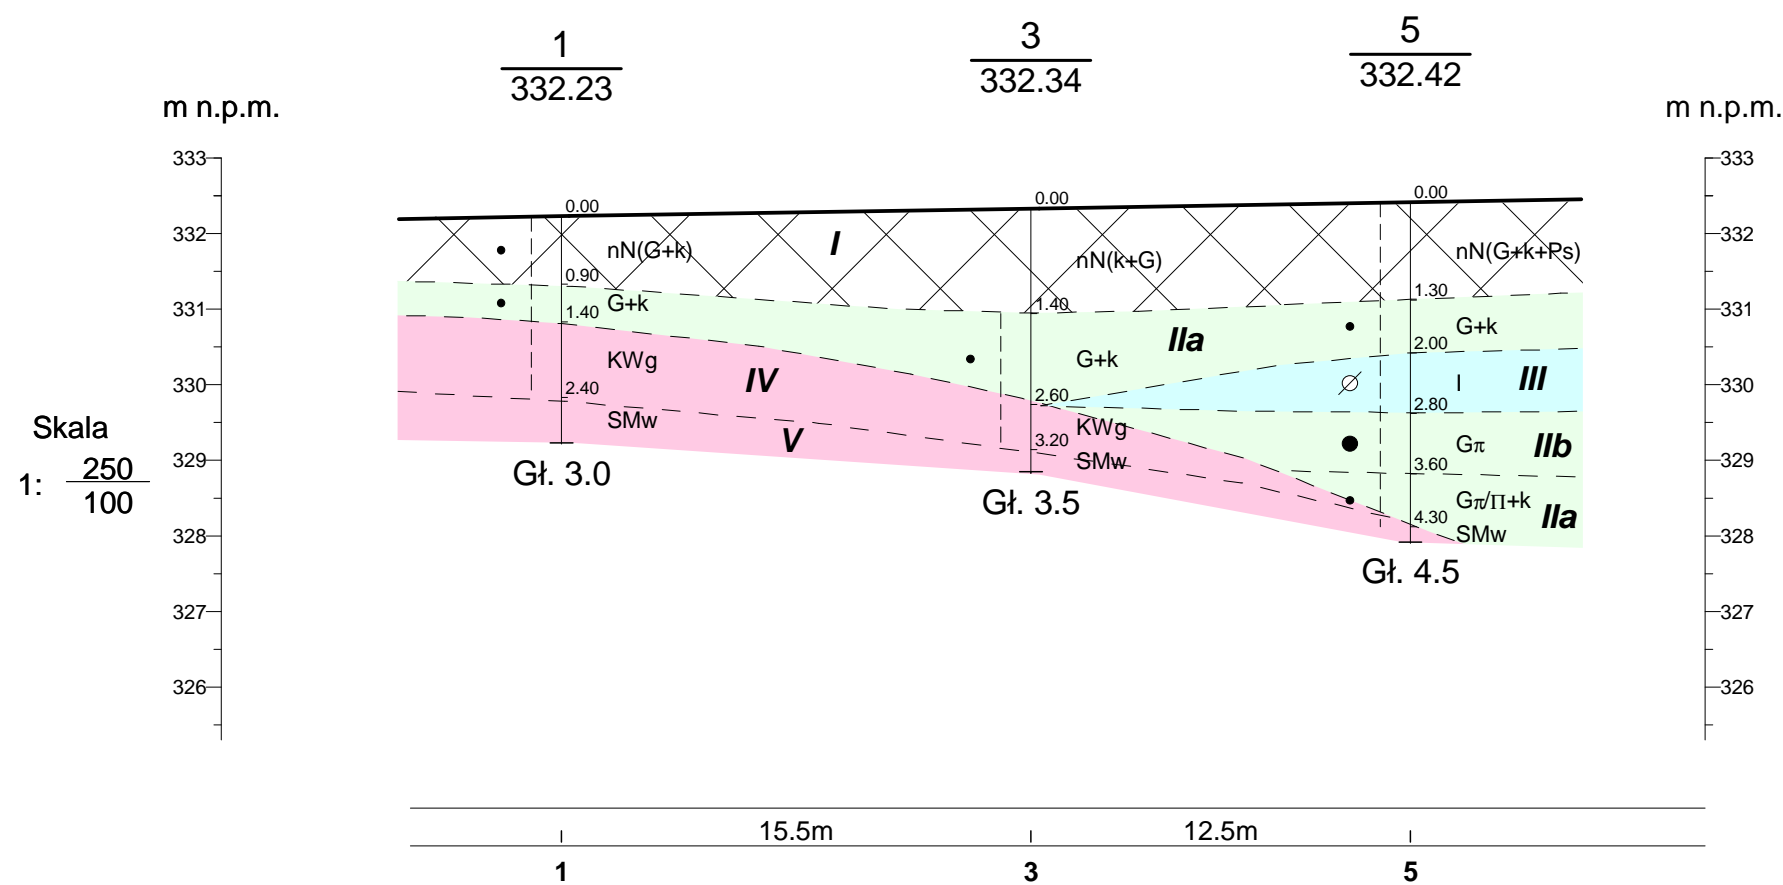 1
332.23
3
332.34
5
332.42
m n.p.m.
m n.p.m.
333
332
331
330
329
328
327
326
333
332
331
330
329
328
327
326
Skala
1: 250
100
0.00
nN(G+k)
0.90
G+k
1.40
KWg
2.40
SMw
Gł. 3.0
I
IV
V
0.00
nN(k+G)
1.40
G+k
2.60
KWg
3.20
SMw
Gł. 3.5
IIa
0.00
nN(G+k+Ps)
1.30
G+k
2.00
I
III
2.80
Gπ
IIb
3.60
Gπ/Π+k
IIa
4.30
SMw
Gł. 4.5
15.5m
12.5m
1
3
5